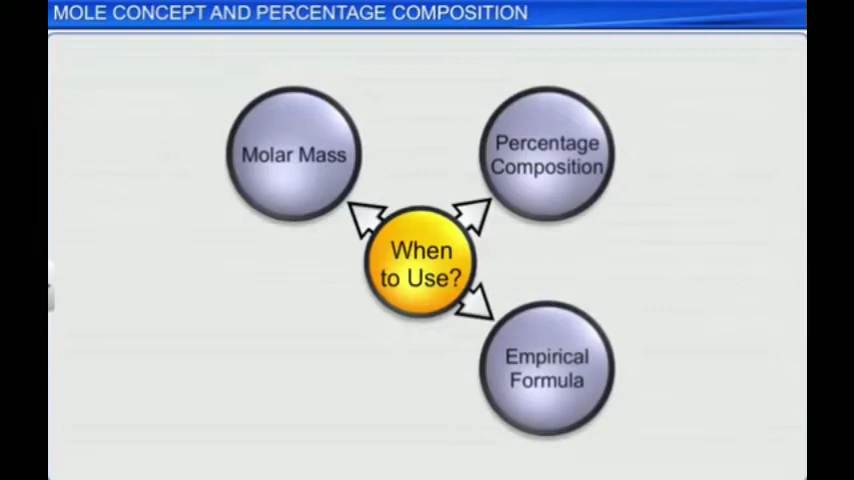 MOLE CONCEPT AND PERCENTAGE COMPOSITION
Molar Mass
Percentage
Composition
When
to Use?
Empirical
Formula